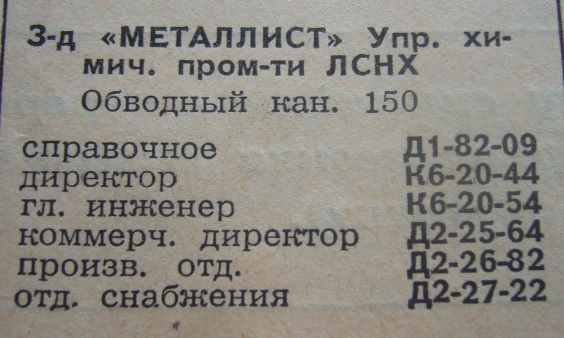 З-д «МЕТАЛЛИСТ» Упр. хи-
мич. пром-ти ЛСНХ
Обводный кан. 150
справочное Д1-82-09
директор К6-20-44
гл. инженер К6-20-54
коммерч. директор Д2-25-64
произв. отд. Д2-26-82
отд. снабжения Д2-27-22